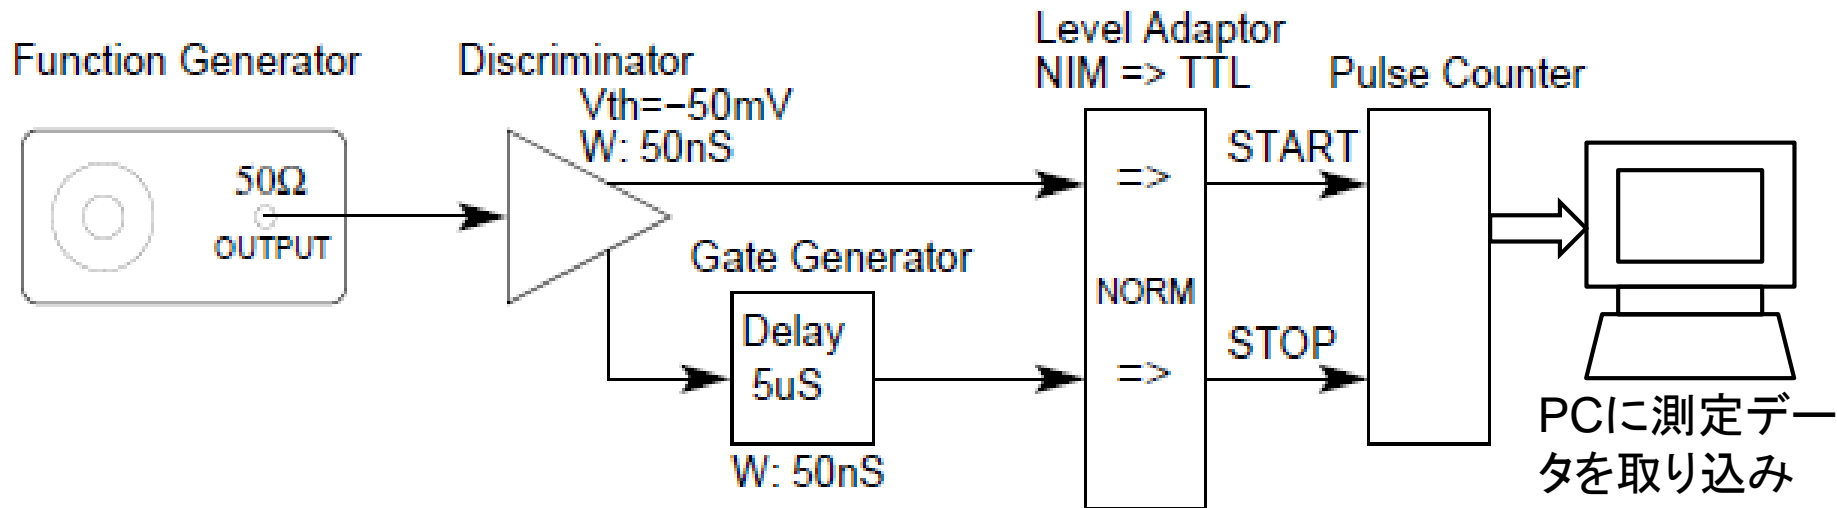 Function Generator
50Ω
OUTPUT
Discriminator
Vth=−50mV
W: 50nS
Gate Generator
Delay
5uS
W: 50nS
Level Adaptor
NIM => TTL
=>
NORM
=>
START
STOP
Pulse Counter
PCに測定デー
タを取り込み